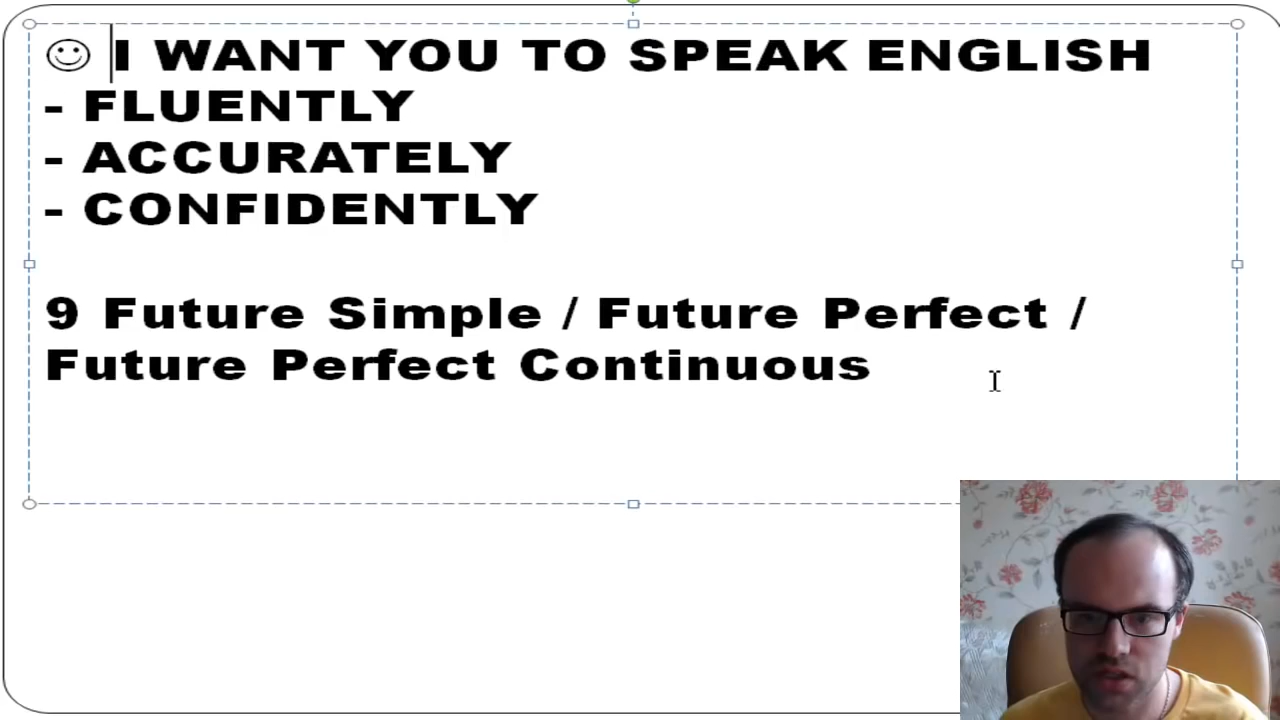 ☺ I WANT YOU TO SPEAK ENGLISH
- FLUENTLY
- ACCURATELY
- CONFIDENTLY
9 Future Simple / Future Perfect /
Future Perfect Continuous